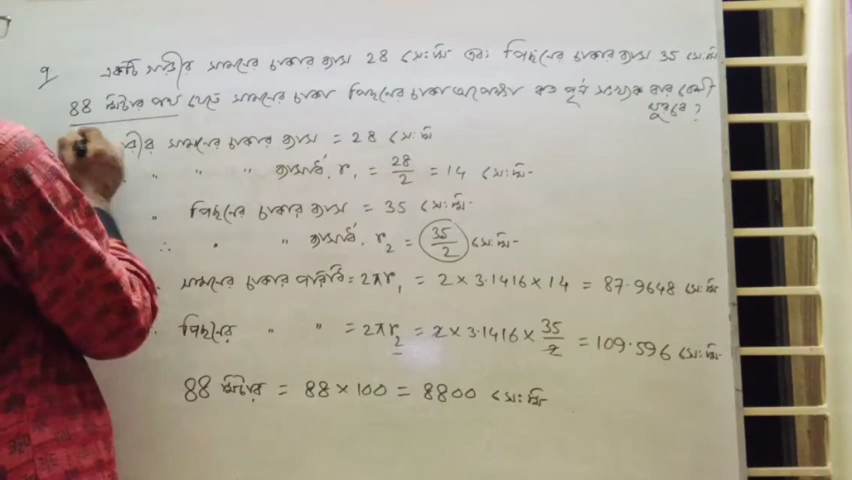 ৭ একটি গাড়ীর সামনের চাকার ব্যাস 28 সে:মি এবং পিছনের চাকার ব্যাস 35 সে:মি
88 মিটার পথ যেতে সামনের চাকা পিছনের চাকা অপেক্ষা কত পূর্ণ সংখ্যক বার বেশী
ঘুরবে?
ড়ীর সামনের চাকার ব্যাস = 28 সে:মি
" " " ব্যাসার্ধ, r₁ = 28/2 = 14 সে:মি.
" পিছনের চাকার ব্যাস = 35 সে:মি.
∴ " " ব্যাসার্ধ, r₂ = 35/2 সে:মি.
সামনের চাকার পরিধি = 2πr₁ = 2 × 3.1416 × 14 = 87.9648 সে:মি
পিছনের " " = 2πr₂ = 2 × 3.1416 × 35/2 = 109.596 সে:মি.
88 মিটার = 88 × 100 = 8800 সে:মি